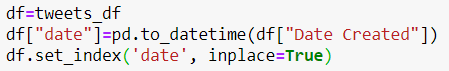 df=tweets_df
df["date"]=pd.to_datetime(df["Date Created"])
df.set_index('date', inplace=True)